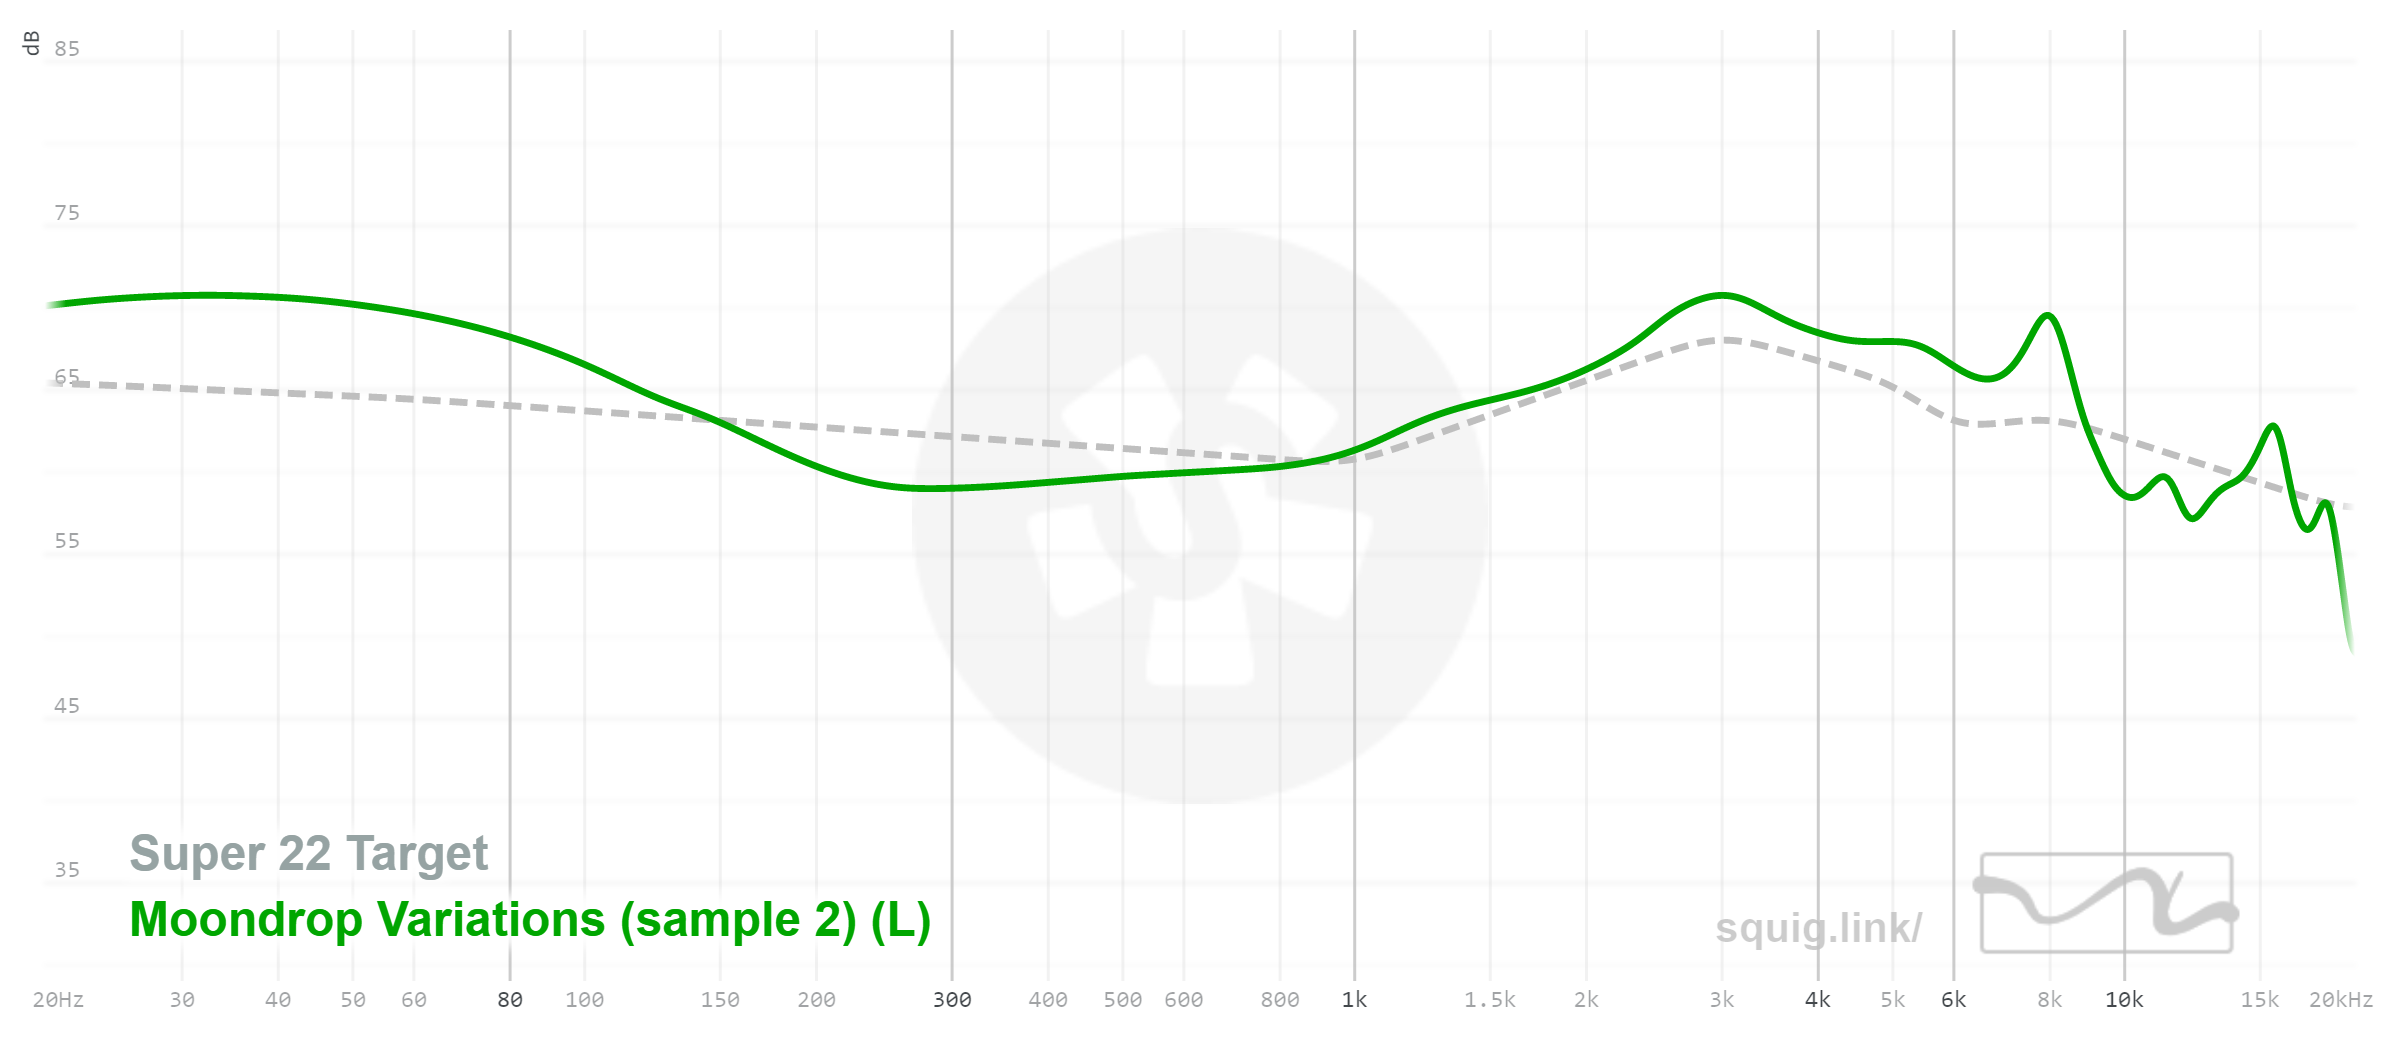 dB
85
75
65
55
45
35
Super 22 Target
Moondrop Variations (sample 2) (L)
squig.link/
20Hz 30 40 50 60 80 100 150 200 300 400 500 600 800 1k 1.5k 2k 3k 4k 5k 6k 8k 10k 15k 20kHz